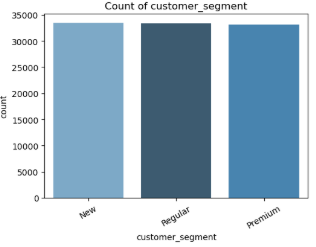 Count of customer_segment
35000
30000
25000
20000
15000
10000
5000
0
count
New
Regular
Premium
customer_segment